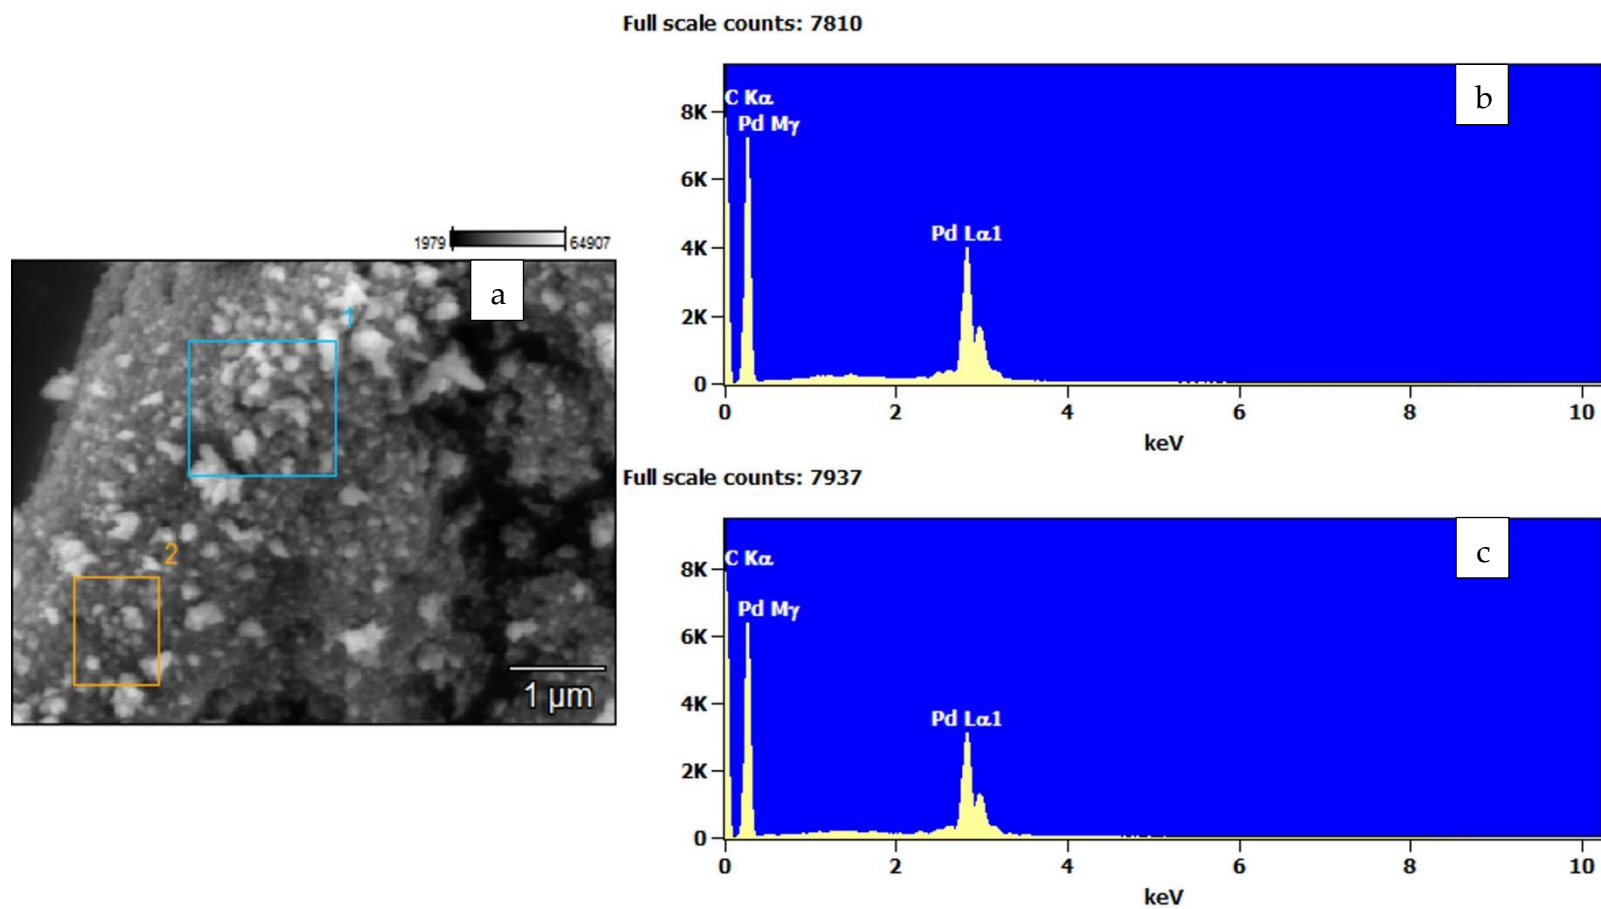 Full scale counts: 7810
b
C Kα
Pd Mγ
8K
6K
Pd Lα1
4K
2K
0
0 2 4 6 8 10
keV
1979 64907
a
1
2
1 µm
Full scale counts: 7937
c
C Kα
8K
Pd Mγ
6K
4K
Pd Lα1
2K
0
0 2 4 6 8 10
keV